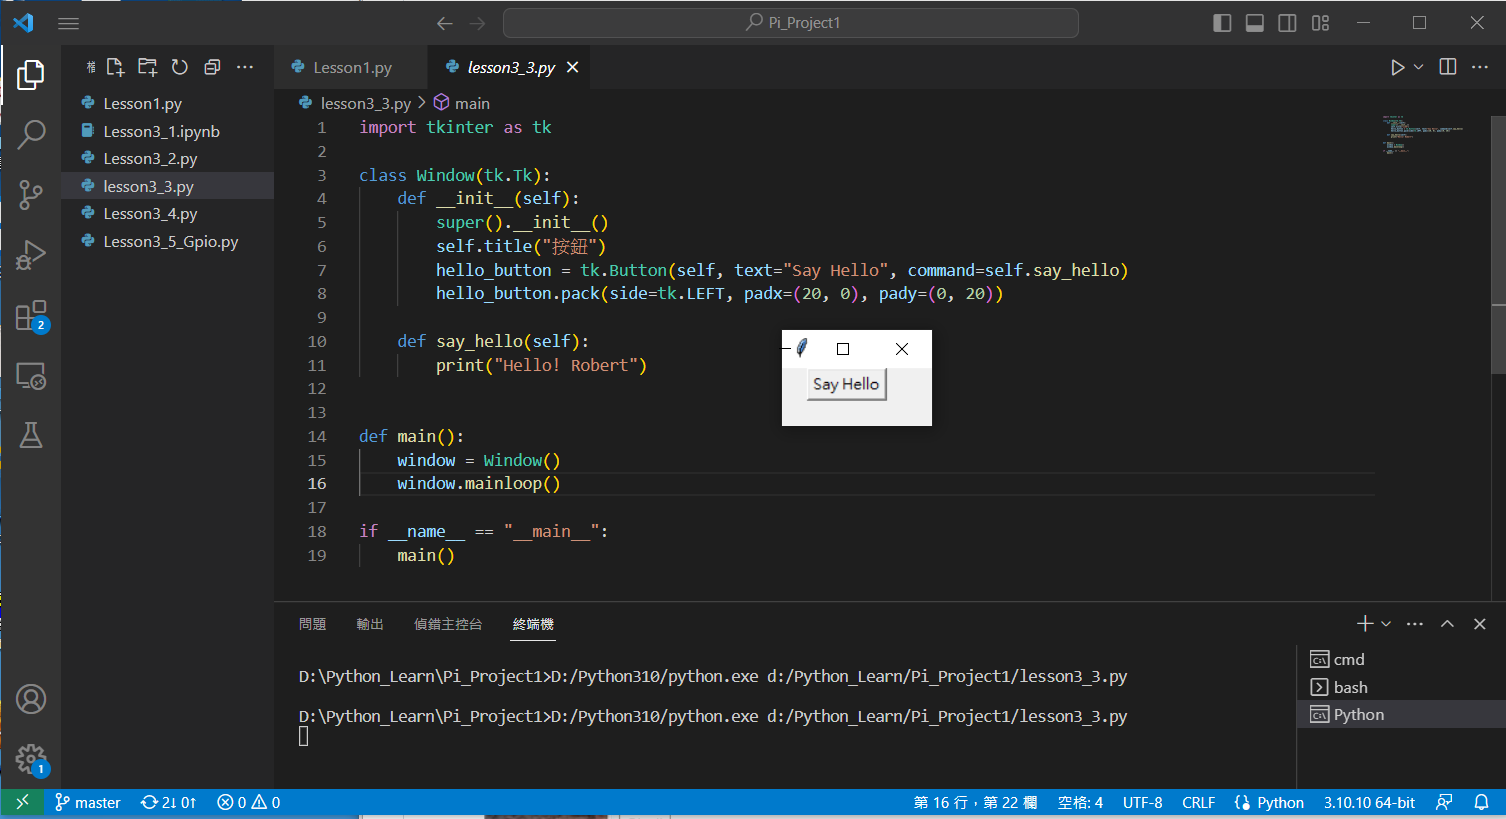 Pi_Project1
檔
Lesson1.py
Lesson3_1.ipynb
Lesson3_2.py
lesson3_3.py
Lesson3_4.py
Lesson3_5_Gpio.py
2
1
Lesson1.py
lesson3_3.py
lesson3_3.py > main
1 import tkinter as tk
2
3 class Window(tk.Tk):
4     def __init__(self):
5         super().__init__()
6         self.title("按鈕")
7         hello_button = tk.Button(self, text="Say Hello", command=self.say_hello)
8         hello_button.pack(side=tk.LEFT, padx=(20, 0), pady=(0, 20))
9
10     def say_hello(self):
11         print("Hello! Robert")
12
13
14 def main():
15     window = Window()
16     window.mainloop()
17
18 if __name__ == "__main__":
19     main()
Say Hello
問題 輸出 偵錯主控台 終端機
D:\Python_Learn\Pi_Project1>D:/Python310/python.exe d:/Python_Learn/Pi_Project1/lesson3_3.py
D:\Python_Learn\Pi_Project1>D:/Python310/python.exe d:/Python_Learn/Pi_Project1/lesson3_3.py
cmd
bash
Python
master 2↓ 0↑ 0 0 第 16 行，第 22 欄 空格: 4 UTF-8 CRLF Python 3.10.10 64-bit